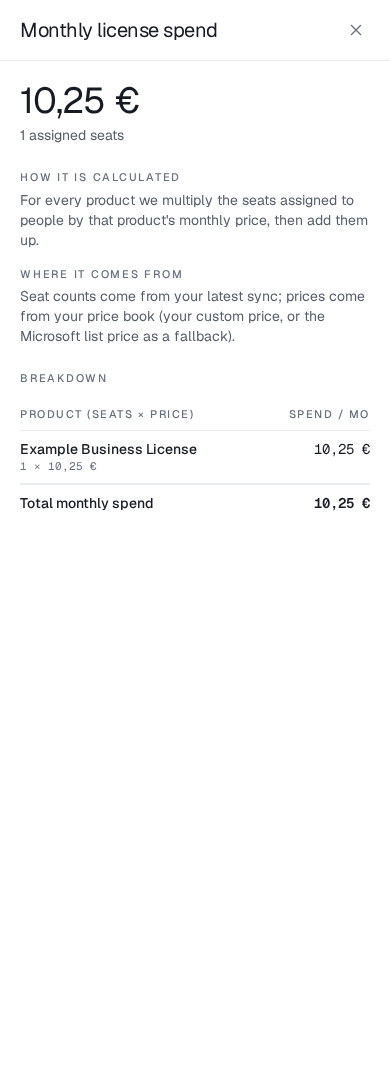 Monthly license spend
10,25 €
1 assigned seats
HOW IT IS CALCULATED
For every product we multiply the seats assigned to
people by that product's monthly price, then add them
up.
WHERE IT COMES FROM
Seat counts come from your latest sync; prices come
from your price book (your custom price, or the
Microsoft list price as a fallback).
BREAKDOWN
PRODUCT (SEATS × PRICE) SPEND / MO
Example Business License 10,25 €
1 × 10,25 €
Total monthly spend 10,25 €